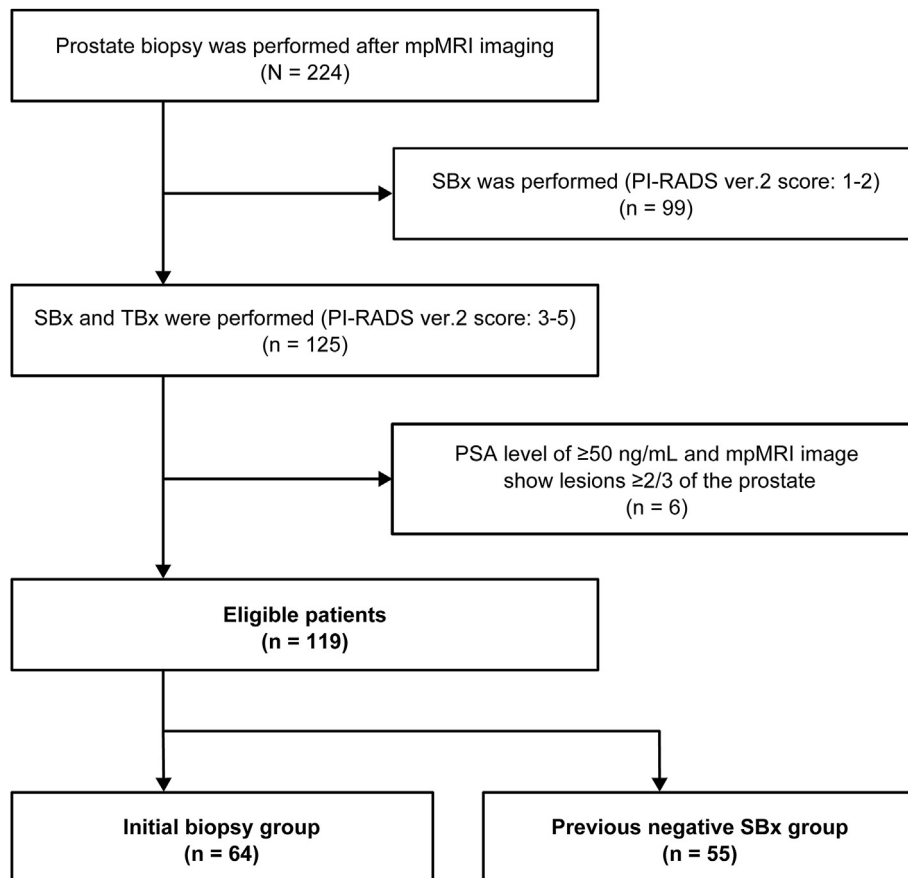 Prostate biopsy was performed after mpMRI imaging
(N = 224)
SBx was performed (PI-RADS ver.2 score: 1-2)
(n = 99)
SBx and TBx were performed (PI-RADS ver.2 score: 3-5)
(n = 125)
PSA level of ≥50 ng/mL and mpMRI image
show lesions ≥2/3 of the prostate
(n = 6)
Eligible patients
(n = 119)
Initial biopsy group
(n = 64)
Previous negative SBx group
(n = 55)